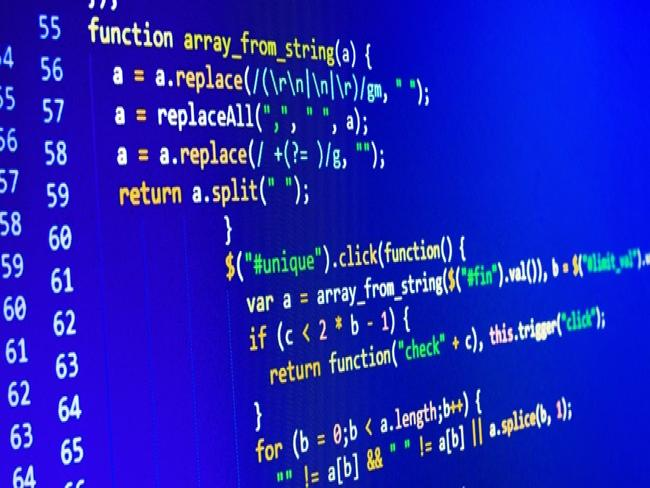 4
55
56
57
58
59
60
61
62
63
64
55 function array_from_string(a) {
56 a = a.replace(/(\r\n|\n|\r)/gm, " ");
57 a = replaceAll(",", " ", a);
58 a = a.replace(/ +(?= )/g, "");
59 return a.split(" ");
60 }
61 $("#unique").click(function() {
62 var a = array_from_string($("#fin").val()), b = $("#limit_val").
63 if (c < 2 * b - 1) {
64 return function("check" + c), this.trigger("click");
65 }
for (b = 0;b < a.length;b++) {
"" != a[b] && " " != a[b] || a.splice(b, 1);